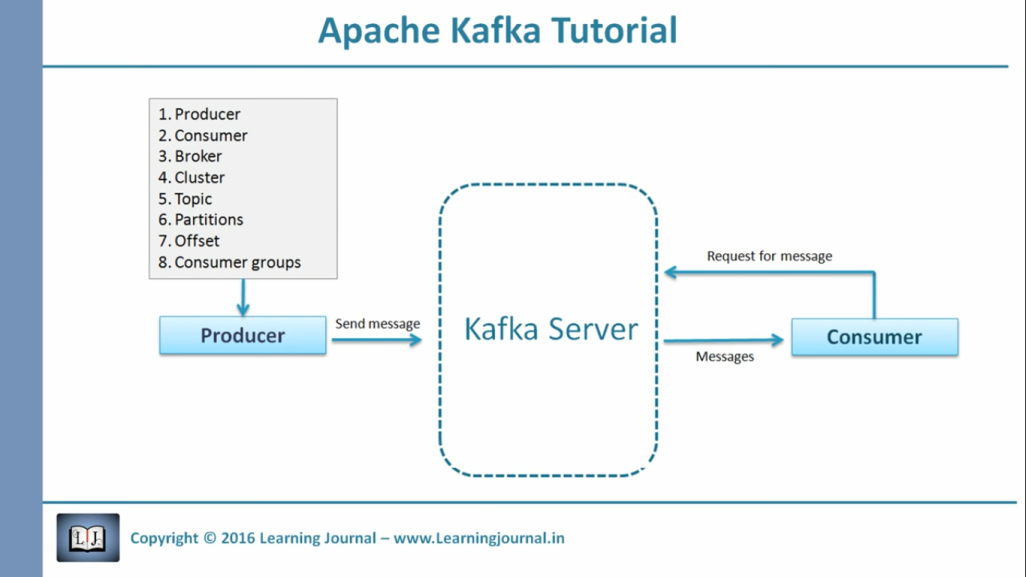 Apache Kafka Tutorial
1. Producer
2. Consumer
3. Broker
4. Cluster
5. Topic
6. Partitions
7. Offset
8. Consumer groups
Producer
Send message
Kafka Server
Request for message
Messages
Consumer
L J
Copyright © 2016 Learning Journal – www.Learningjournal.in